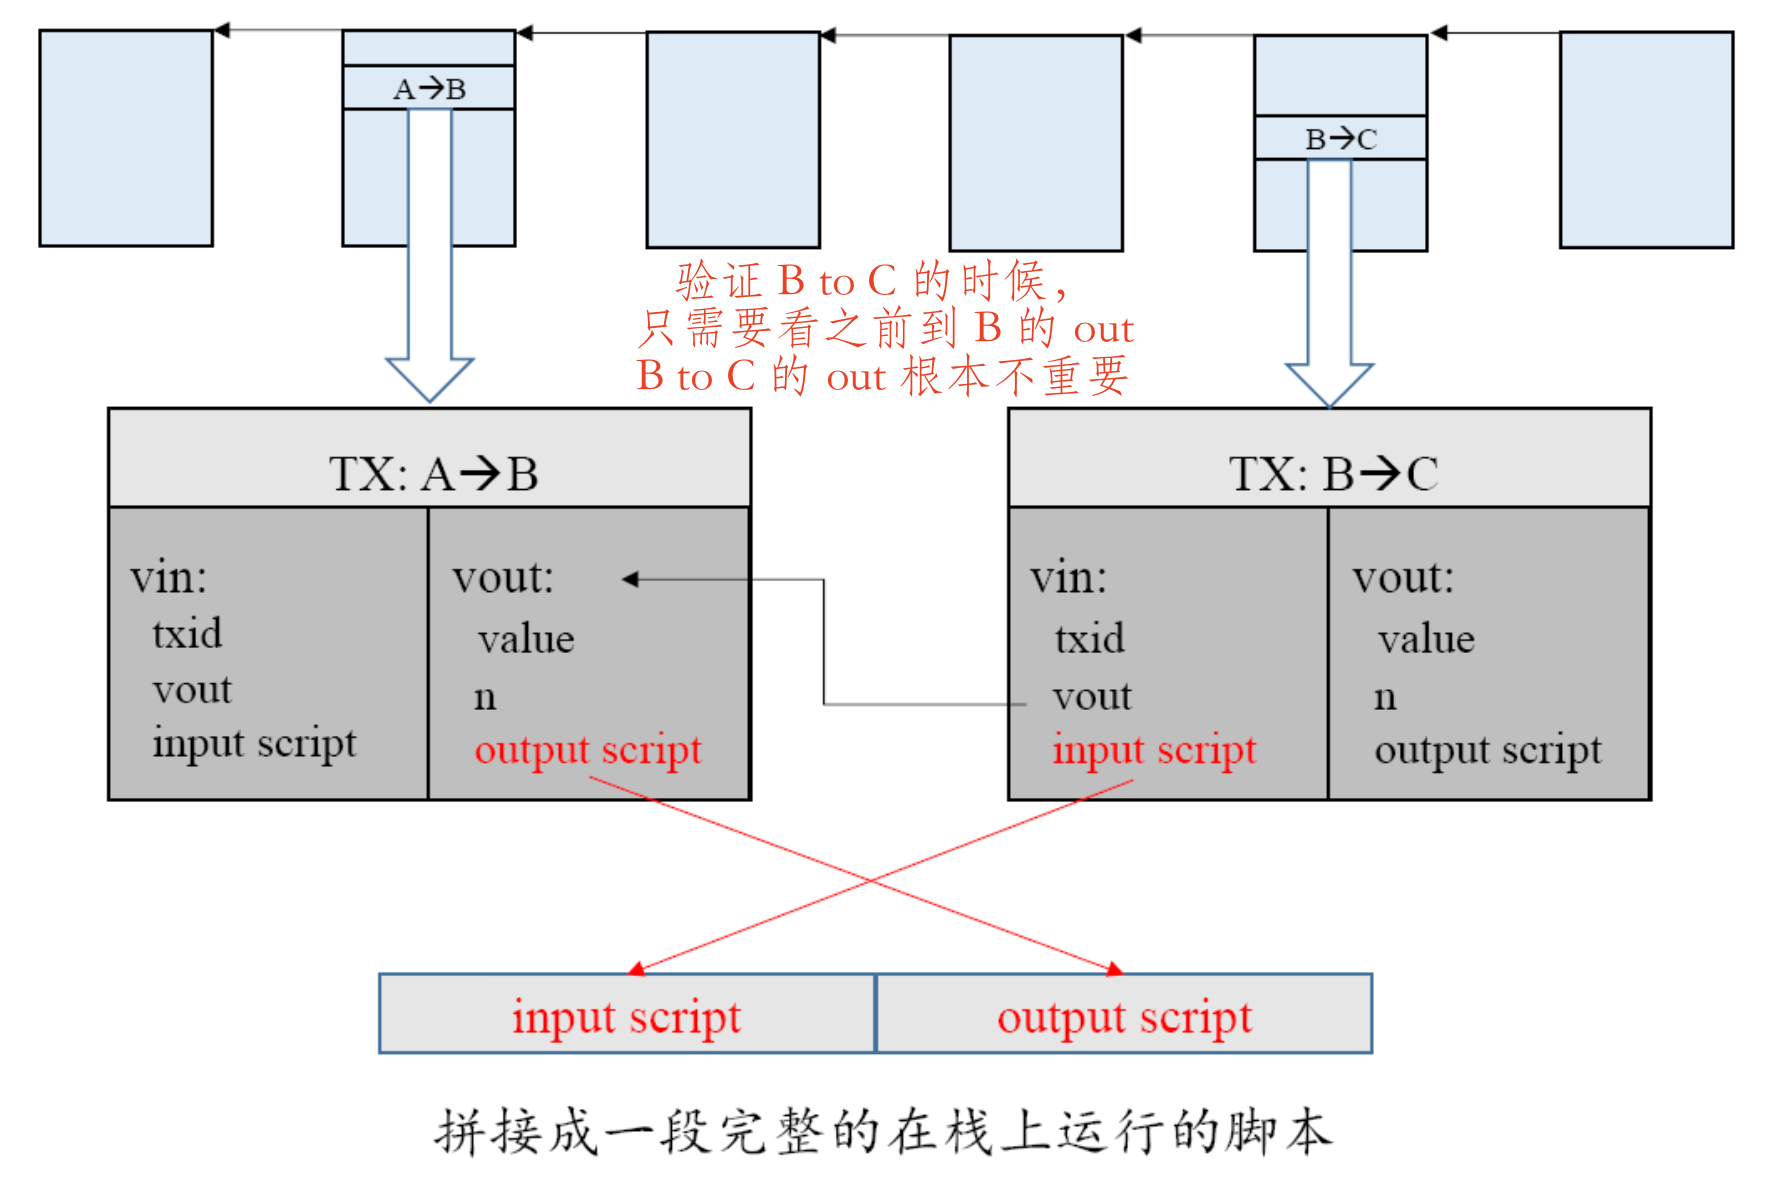 A→B
B→C
验证 B to C 的时候，
只需要看之前到 B 的 out
B to C 的 out 根本不重要
TX: A→B
vin:
txid
vout
input script
vout:
value
n
output script
TX: B→C
vin:
txid
vout
input script
vout:
value
n
output script
input script
output script
拼接成一段完整的在栈上运行的脚本